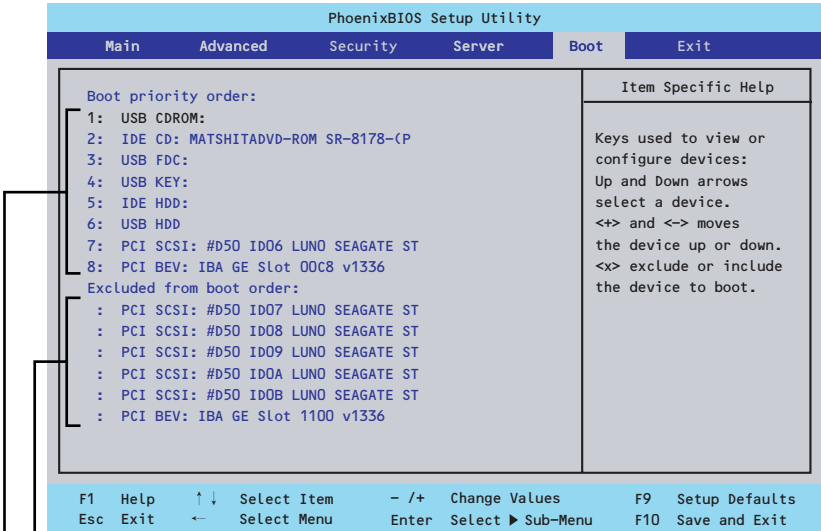 PhoenixBIOS Setup Utility
Main Advanced Security Server Boot Exit
Boot priority order:
1: USB CDROM:
2: IDE CD: MATSHITADVD-ROM SR-8178-(P
3: USB FDC:
4: USB KEY:
5: IDE HDD:
6: USB HDD
7: PCI SCSI: #D50 ID06 LUN0 SEAGATE ST
8: PCI BEV: IBA GE Slot 00C8 v1336
Excluded from boot order:
: PCI SCSI: #D50 ID07 LUN0 SEAGATE ST
: PCI SCSI: #D50 ID08 LUN0 SEAGATE ST
: PCI SCSI: #D50 ID09 LUN0 SEAGATE ST
: PCI SCSI: #D50 ID0A LUN0 SEAGATE ST
: PCI SCSI: #D50 ID0B LUN0 SEAGATE ST
: PCI BEV: IBA GE Slot 1100 v1336
Item Specific Help
Keys used to view or
configure devices:
Up and Down arrows
select a device.
<+> and <-> moves
the device up or down.
<x> exclude or include
the device to boot.
F1 Help ↑↓ Select Item - /+ Change Values F9 Setup Defaults
Esc Exit ← Select Menu Enter Select ▶ Sub-Menu F10 Save and Exit